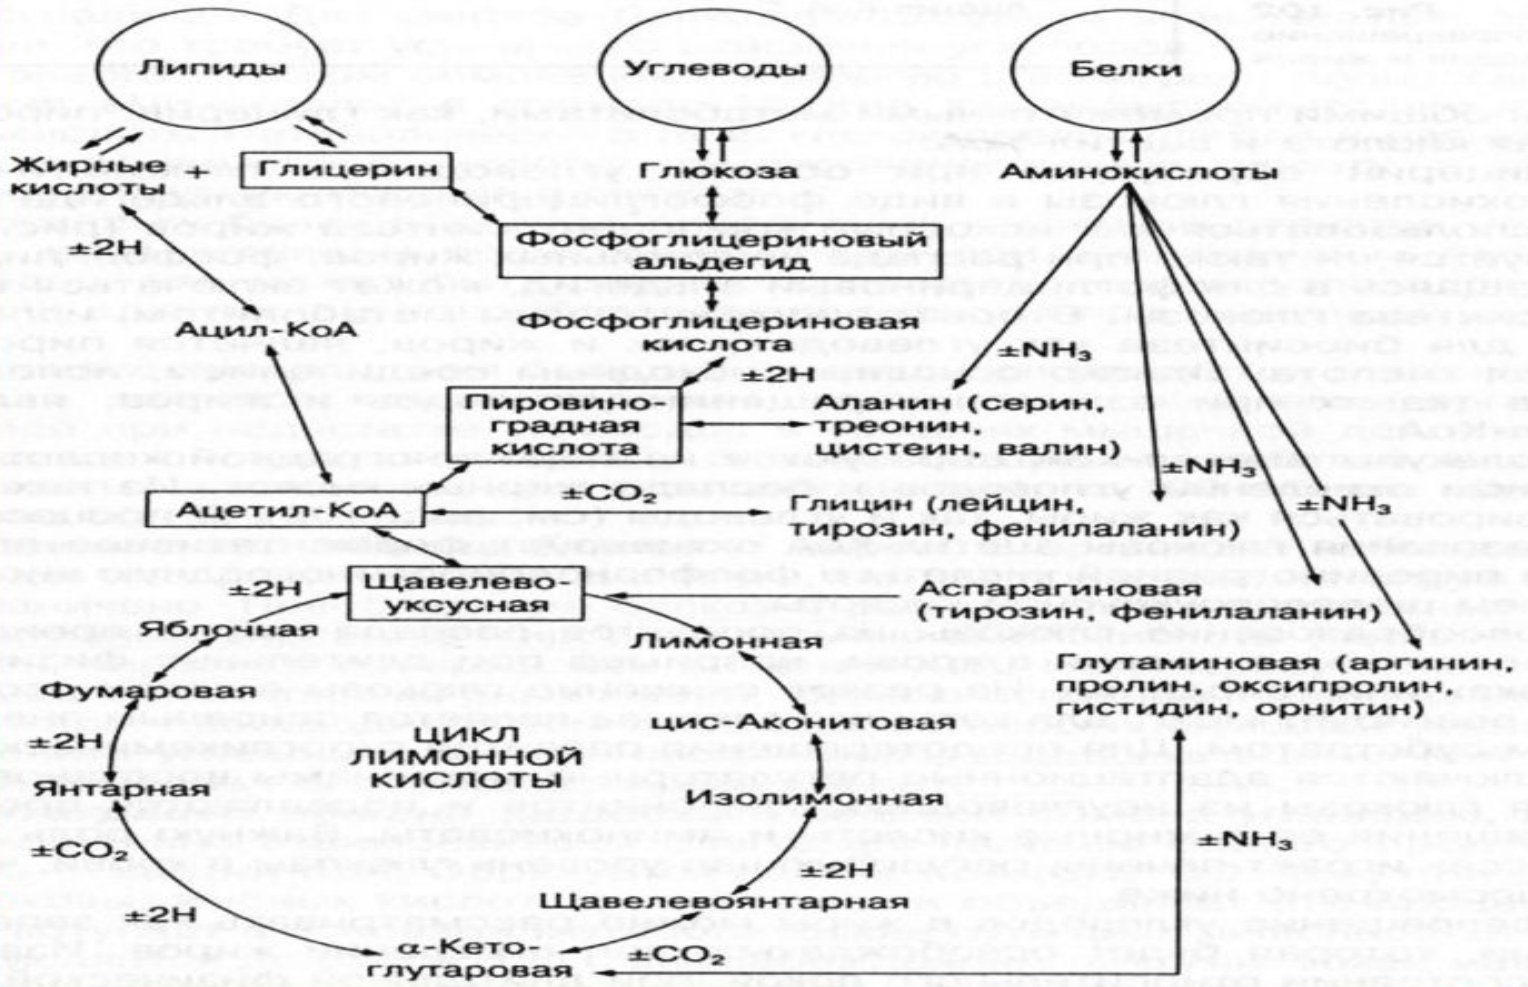 Липиды
Углеводы
Белки
Жирные
кислоты
+
Глицерин
Глюкоза
Аминокислоты
±2H
Фосфоглицериновый
альдегид
Ацил-КоА
Фосфоглицериновая
кислота
±NH₃
±2H
Пировино-
градная
кислота
Аланин (серин,
треонин,
цистеин, валин)
±NH₃
±CO₂
Ацетил-КоА
Глицин (лейцин,
тирозин, фенилаланин)
±NH₃
±2H
Щавелево-
уксусная
Аспарагиновая
(тирозин, фенилаланин)
Яблочная
Лимонная
Глутаминовая (аргинин,
пролин, оксипролин,
гистидин, орнитин)
Фумаровая
цис-Аконитовая
±2H
ЦИКЛ
ЛИМОННОЙ
КИСЛОТЫ
Янтарная
Изолимонная
±CO₂
±NH₃
±2H
±2H
Щавелевоянтарная
α-Кето-
глутаровая
±CO₂